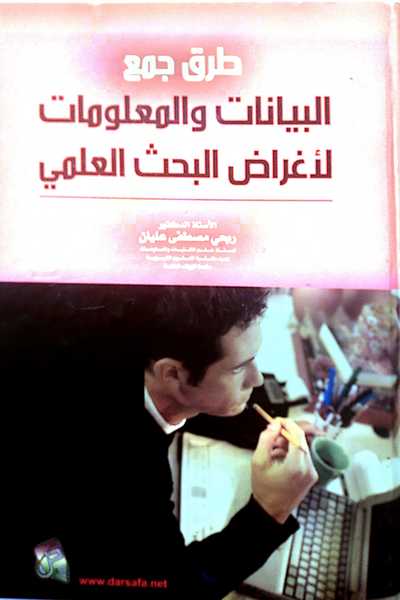 طرق جمع
البيانات والمعلومات
لأغراض البحث العلمي
الأستاذ الدكتور
ربحي مصطفى عليان
www.darsafa.net